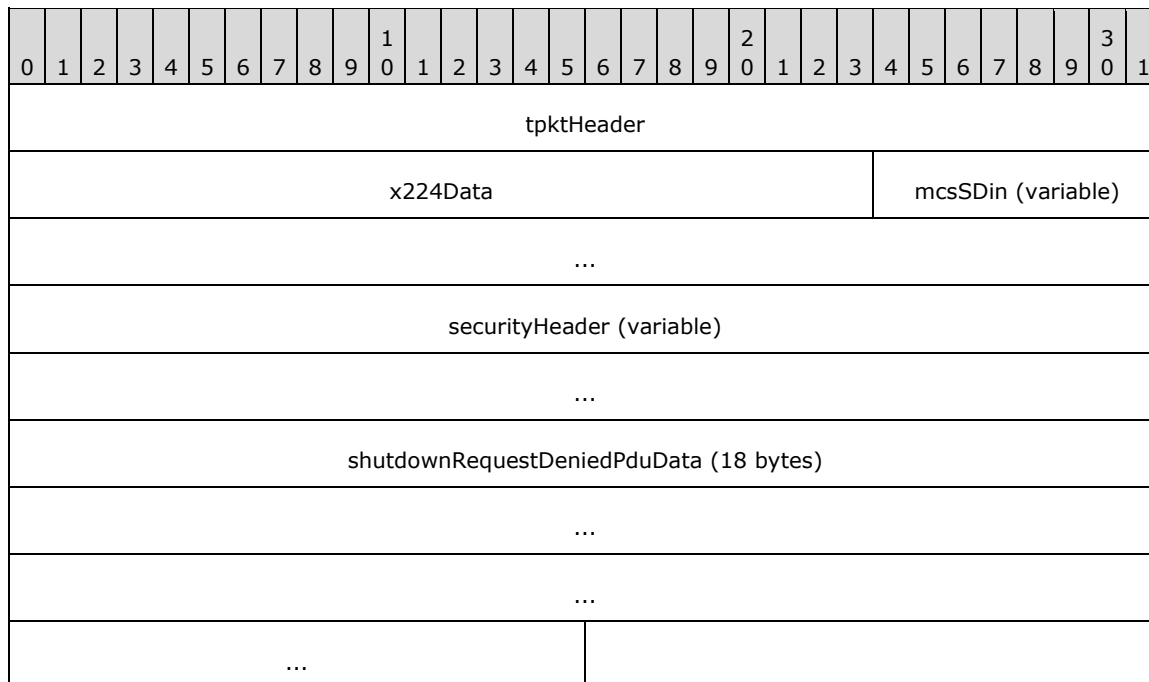 1 2 3
0 1 2 3 4 5 6 7 8 9 0 1 2 3 4 5 6 7 8 9 0 1 2 3 4 5 6 7 8 9 0 1
tpktHeader
x224Data mcsSDin (variable)
...
securityHeader (variable)
...
shutdownRequestDeniedPduData (18 bytes)
...
...
...